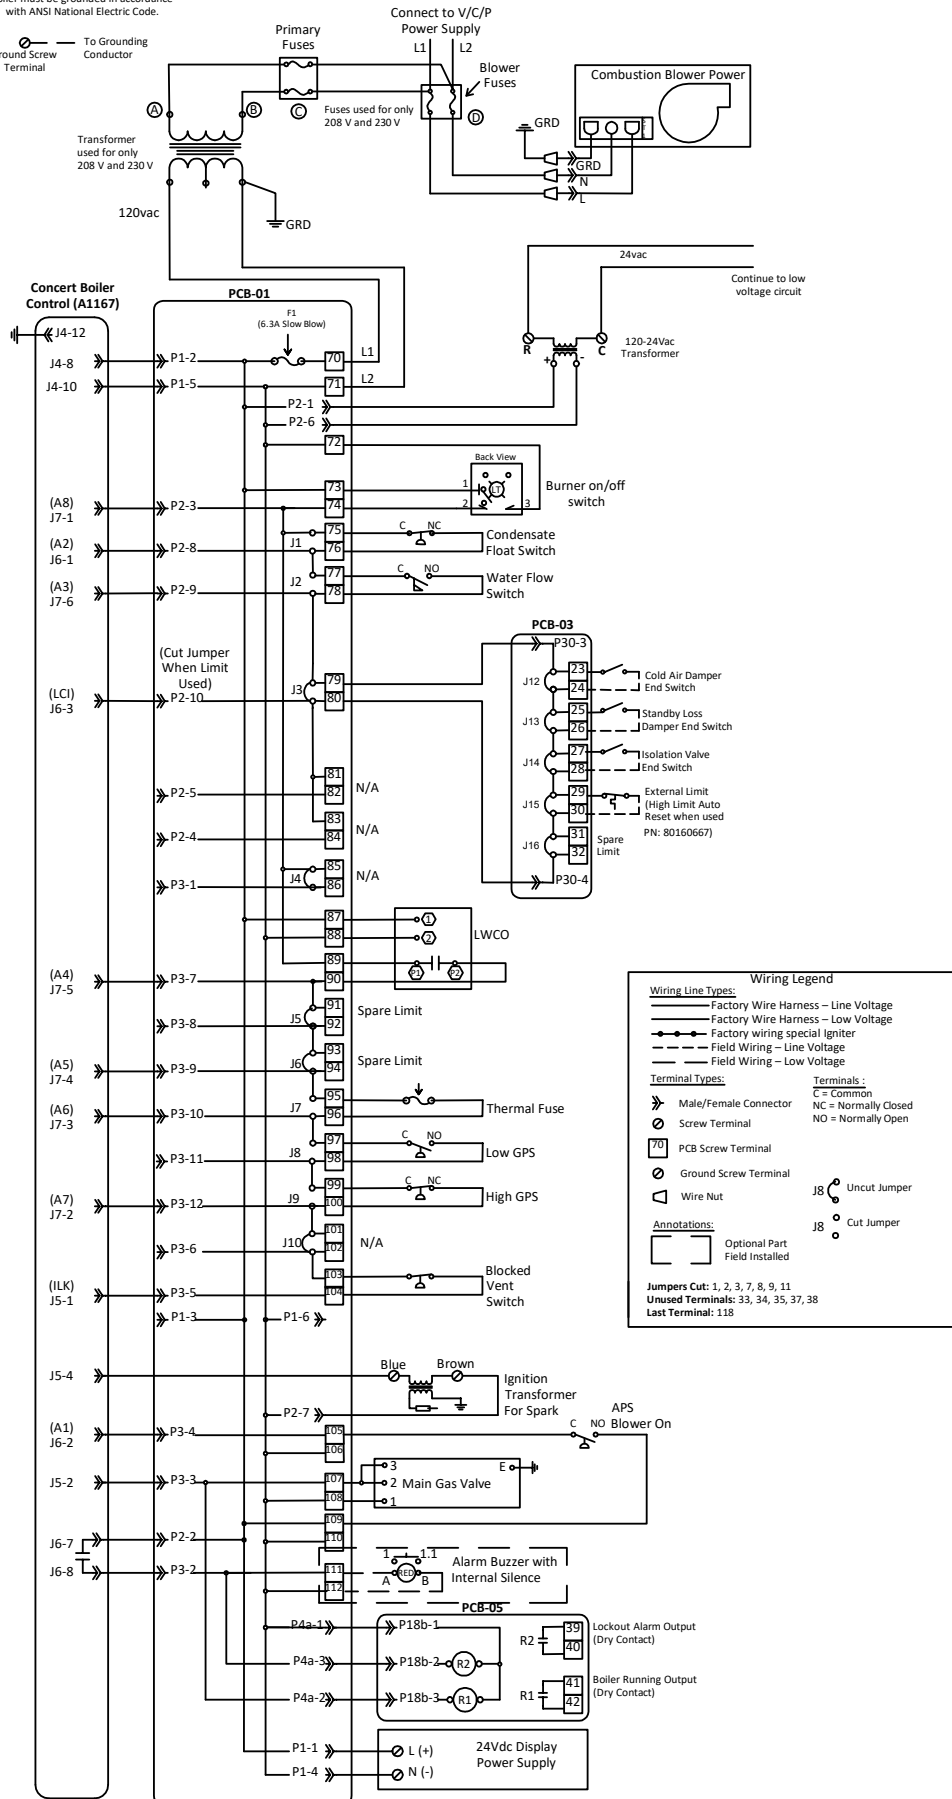 with ANSI National Electric Code.
To Grounding
Conductor
Terminal
Primary
Fuses
Connect to V/C/P
Power Supply
L1
L2
Blower
Fuses
Combustion Blower Power
A
B
C
D
Fuses used for only
208 V and 230 V
GRD
GRD
N
L
Transformer
used for only
208 V and 230 V
120vac
GRD
24vac
Continue to low
voltage circuit
R
C
120-24Vac
Transformer
+
-
Concert Boiler
Control (A1167)
PCB-01
F1
(6.3A Slow Blow)
J4-12
J4-8
P1-2
70
L1
J4-10
P1-5
71
L2
P2-1
P2-6
72
Back View
73
1
LT
Burner on/off
switch
(A8)
J7-1
P2-3
74
2
3
75
C
NC
Condensate
Float Switch
(A2)
J6-1
P2-8
J1
76
77
C
NO
Water Flow
Switch
J2
(A3)
J7-6
P2-9
78
PCB-03
P30-3
(Cut Jumper
When Limit
Used)
J3
79
(LCI)
J6-3
P2-10
80
J12
23
24
Cold Air Damper
End Switch
J13
25
26
Standby Loss
Damper End Switch
J14
27
28
Isolation Valve
End Switch
J15
29
30
External Limit
(High Limit Auto
Reset when used
PN: 80160667)
J16
31
32
Spare
Limit
P30-4
81
P2-5
82
N/A
83
P2-4
84
N/A
85
J4
P3-1
86
N/A
87
1
88
2
LWCO
89
P1
P2
(A4)
J7-5
P3-7
90
91
Spare Limit
J5
P3-8
92
93
Spare Limit
J6
(A5)
J7-4
P3-9
94
95
Thermal Fuse
J7
(A6)
J7-3
P3-10
96
97
C
NO
Low GPS
J8
P3-11
98
99
C
NC
High GPS
J9
(A7)
J7-2
P3-12
100
101
J10
N/A
P3-6
102
103
Blocked
Vent
Switch
(ILK)
J5-1
P3-5
104
P1-3
P1-6
Wiring Legend
Wiring Line Types:
Factory Wire Harness – Line Voltage
Factory Wire Harness – Low Voltage
Factory wiring special Igniter
Field Wiring – Line Voltage
Field Wiring – Low Voltage
Terminal Types:
Male/Female Connector
Screw Terminal
70
PCB Screw Terminal
Ground Screw Terminal
Wire Nut
Terminals :
C = Common
NC = Normally Closed
NO = Normally Open
J8
Uncut Jumper
J8
Cut Jumper
Annotations:
Optional Part
Field Installed
Jumpers Cut: 1, 2, 3, 7, 8, 9, 11
Unused Terminals: 33, 34, 35, 37, 38
Last Terminal: 118
J5-4
Blue
Brown
Ignition
Transformer
For Spark
P2-7
APS
Blower On
C
NO
(A1)
J6-2
P3-4
105
106
J5-2
P3-3
107
108
3
2
1
Main Gas Valve
E
109
J6-7
P2-2
110
J6-8
P3-2
111
112
1
1.1
A
RED
B
Alarm Buzzer with
Internal Silence
PCB-05
P4a-1
P18b-1
P4a-3
P18b-2
R2
P4a-2
P18b-3
R1
R2
39
40
Lockout Alarm Output
(Dry Contact)
R1
41
42
Boiler Running Output
(Dry Contact)
P1-1
L (+)
P1-4
N (-)
24Vdc Display
Power Supply